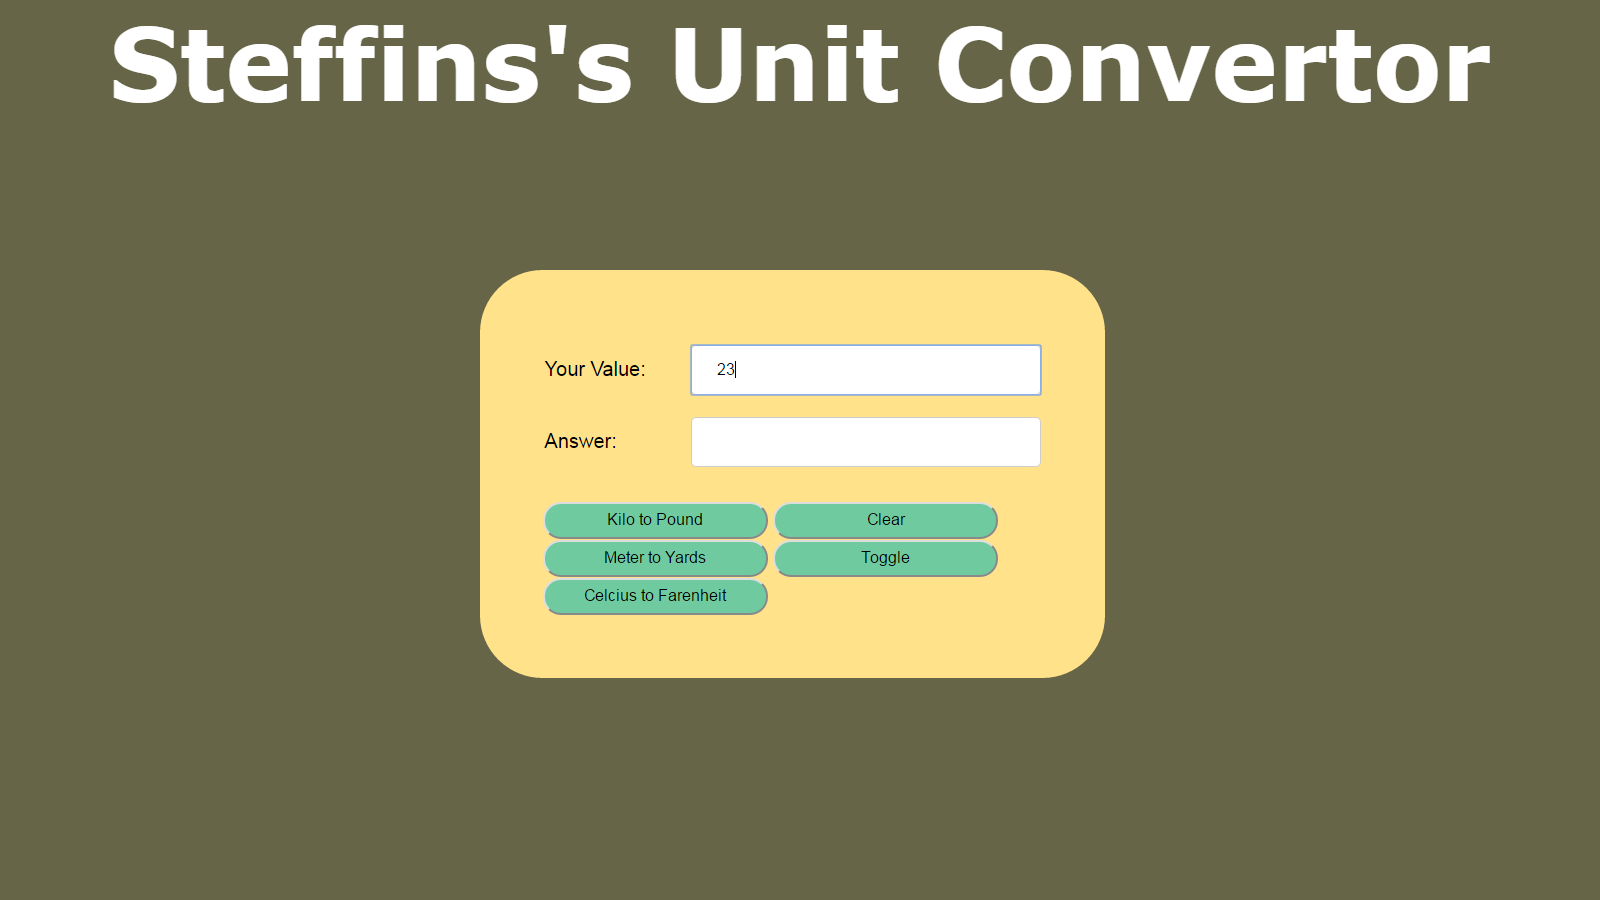 Steffins's Unit Convertor
Your Value: 23
Answer:
Kilo to Pound Clear
Meter to Yards Toggle
Celcius to Farenheit